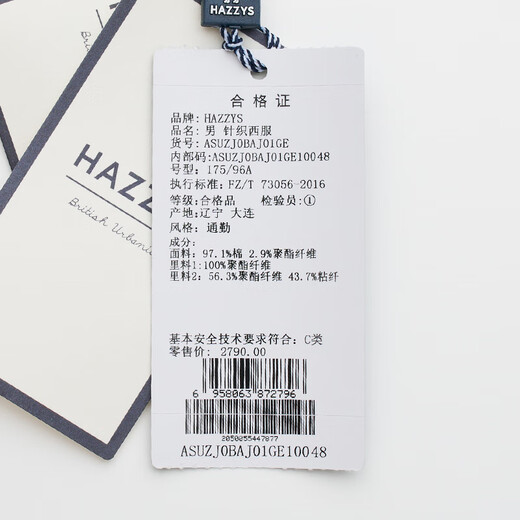 HAZZYS
HAZZYS
British Urbani
合格证
品牌: HAZZYS
品名: 男 针织西服
货号: ASUZJ0BAJ01GE
内部码: ASUZJ0BAJ01GE10048
号型: 175/96A
执行标准: FZ/T 73056-2016
等级: 合格品 检验员: ①
产地: 辽宁 大连
风格: 通勤
成分:
面料: 97.1%棉 2.9%聚酯纤维
里料1: 100%聚酯纤维
里料2: 56.3%聚酯纤维 43.7%粘纤
基本安全技术要求符合: C类
零售价: 2790.00
6 958063 872796
2050055447877
ASUZJ0BAJ01GE10048